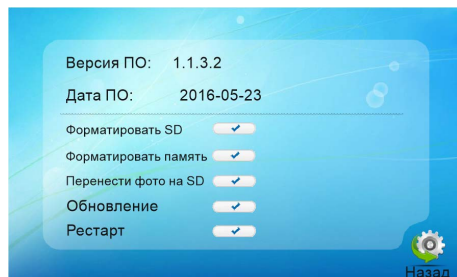 Версия ПО: 1.1.3.2
Дата ПО: 2016-05-23
Форматировать SD
Форматировать память
Перенести фото на SD
Обновление
Рестарт
Назад